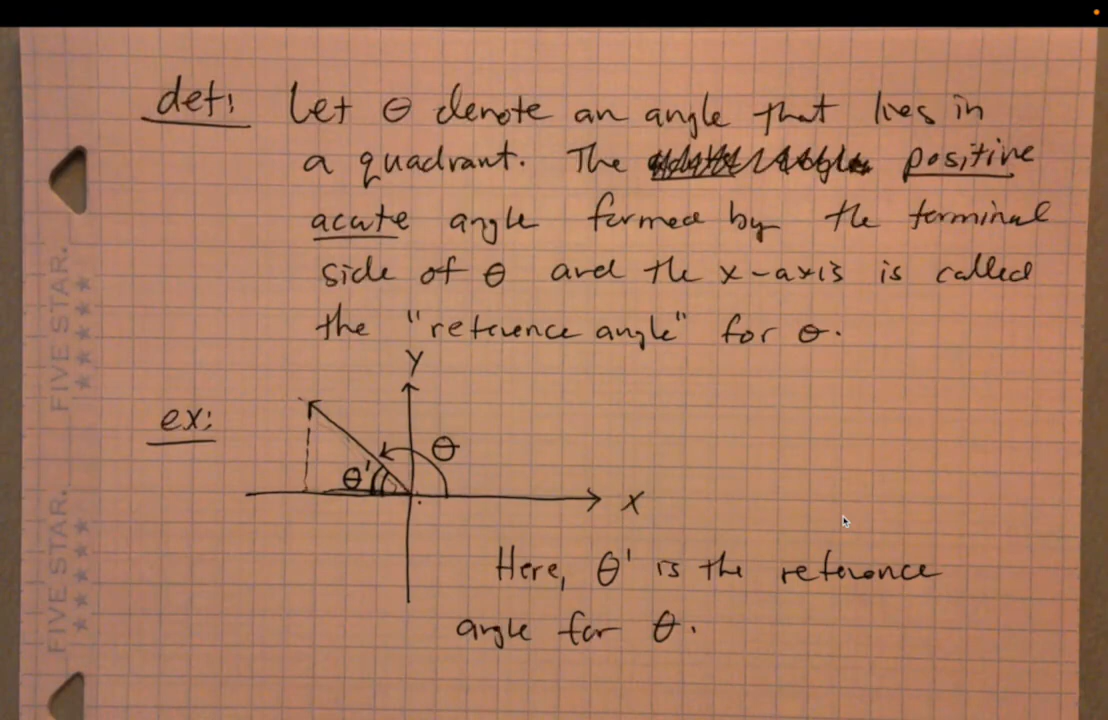 def: Let θ denote an angle that lies in
a quadrant. The positive
acute angle formed by the terminal
side of θ and the x-axis is called
the "reference angle" for θ.
ex:
y
θ
θ'
x
Here, θ' is the reference
angle for θ.
FIVE STAR.
FIVE STAR.